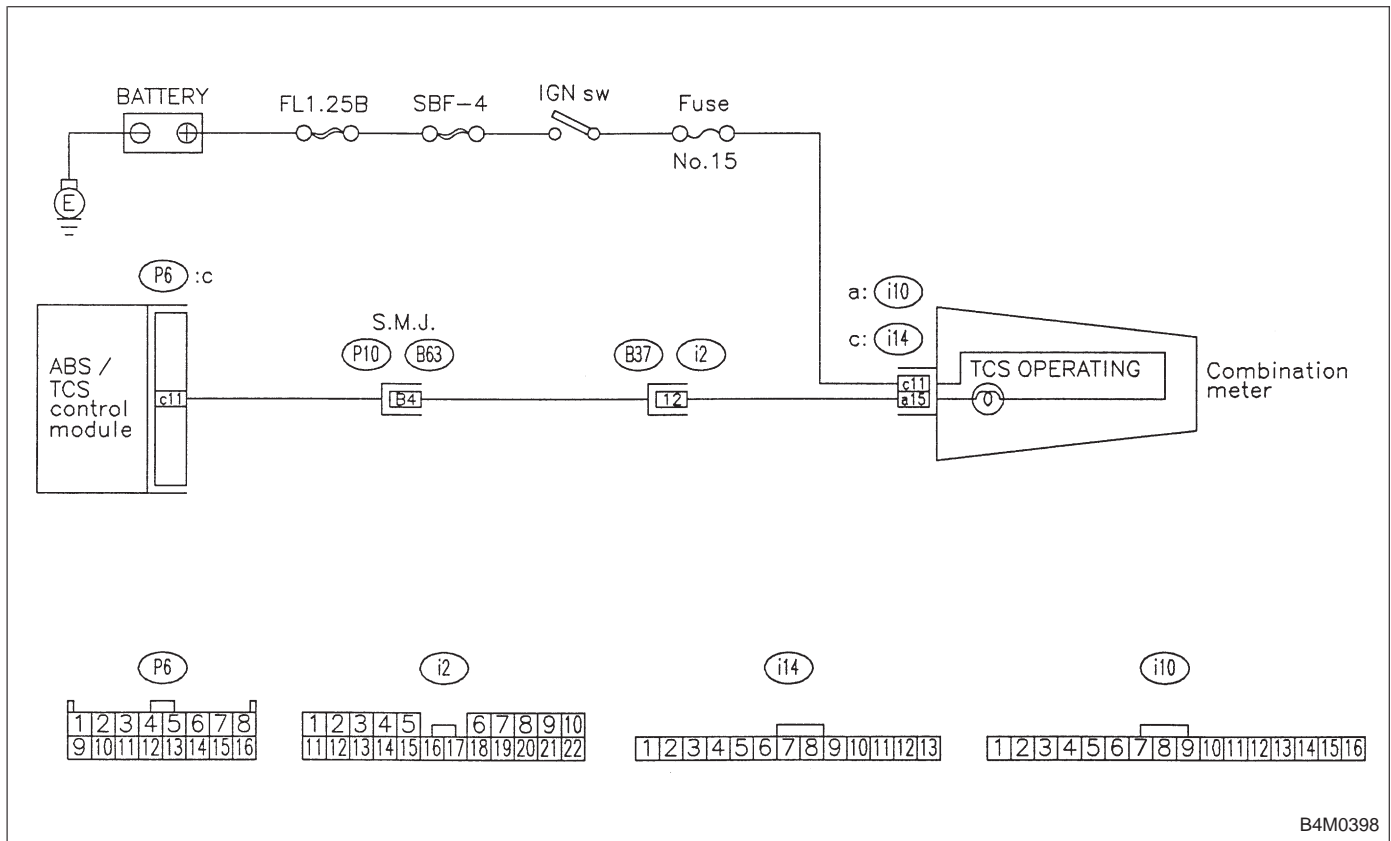 BATTERY
FL1.25B
SBF-4
IGN sw
Fuse
No.15
E
P6 :c
S.M.J.
P10 B63
B37 i2
a: i10
c: i14
ABS /
TCS
control
module
c11
B4
12
c11
a15
TCS OPERATING
Combination
meter
P6
i2
i14
i10
1 2 3 4 5 6 7 8
9 10 11 12 13 14 15 16
1 2 3 4 5 6 7 8 9 10
11 12 13 14 15 16 17 18 19 20 21 22
1 2 3 4 5 6 7 8 9 10 11 12 13
1 2 3 4 5 6 7 8 9 10 11 12 13 14 15 16
B4M0398